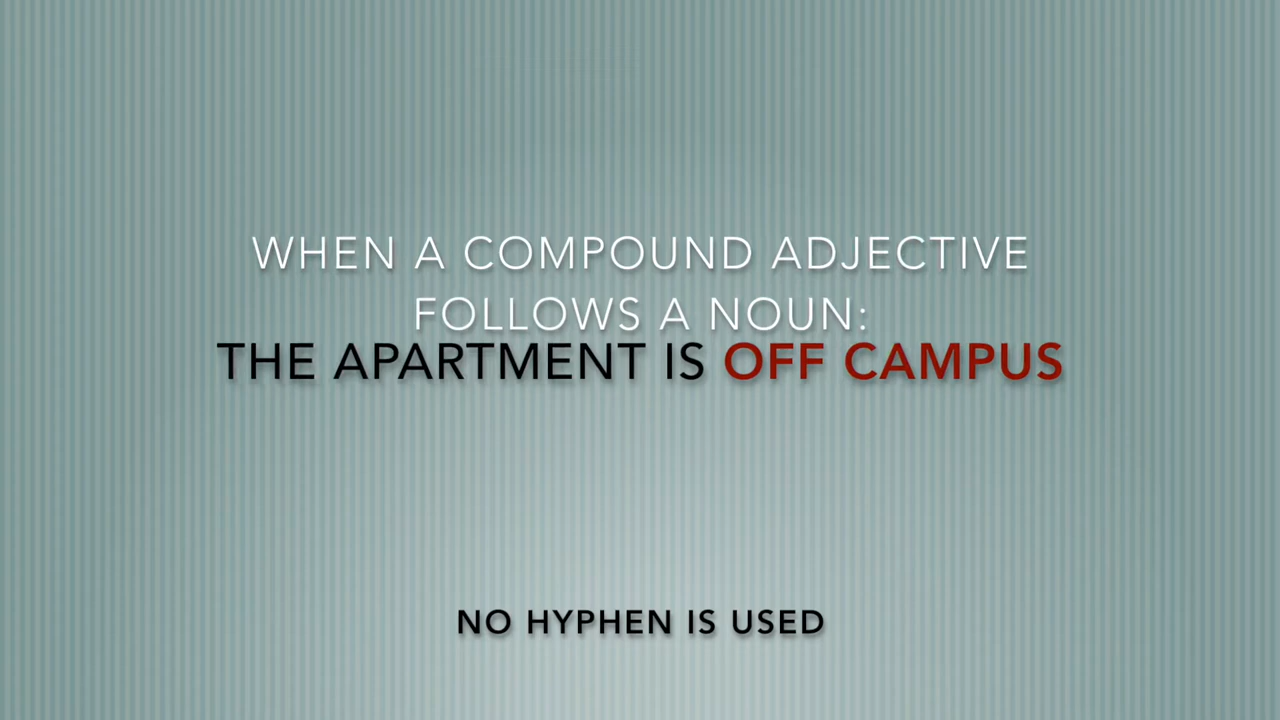 WHEN A COMPOUND ADJECTIVE
FOLLOWS A NOUN:
THE APARTMENT IS OFF CAMPUS
NO HYPHEN IS USED